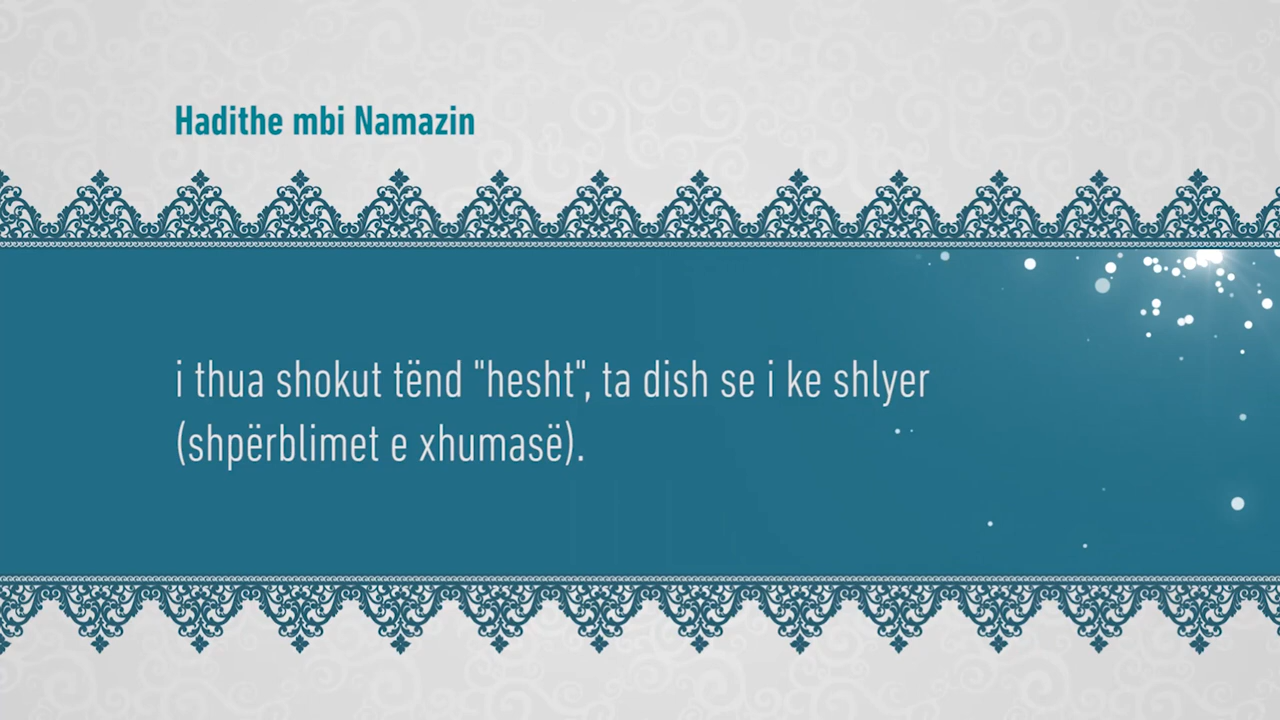 Hadithe mbi Namazin
i thua shokut tënd "hesht", ta dish se i ke shlyer
(shpërblimet e xhumasë).